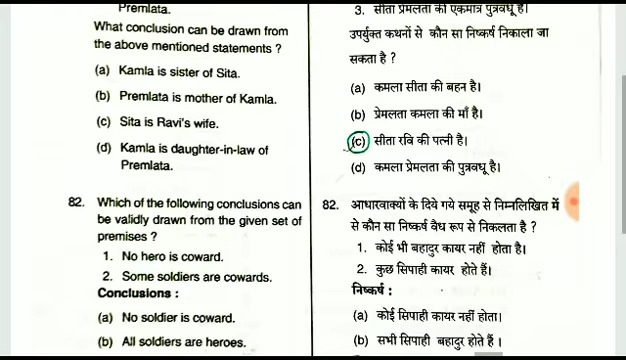 Premlata.
What conclusion can be drawn from
the above mentioned statements ?
(a) Kamla is sister of Sita.
(b) Premlata is mother of Kamla.
(c) Sita is Ravi's wife.
(d) Kamla is daughter-in-law of
Premlata.
82. Which of the following conclusions can
be validly drawn from the given set of
premises ?
1. No hero is coward.
2. Some soldiers are cowards.
Conclusions :
(a) No soldier is coward.
(b) All soldiers are heroes.
3. सीता प्रेमलता की एकमात्र पुत्रवधू है।
उपर्युक्त कथनों से कौन सा निष्कर्ष निकाला जा
सकता है ?
(a) कमला सीता की बहन है।
(b) प्रेमलता कमला की माँ है।
(c) सीता रवि की पत्नी है।
(d) कमला प्रेमलता की पुत्रवधू है।
82. आधारवाक्यों के दिये गये समूह से निम्नलिखित में
से कौन सा निष्कर्ष वैध रूप से निकलता है ?
1. कोई भी बहादुर कायर नहीं होता है।
2. कुछ सिपाही कायर होते हैं।
निष्कर्ष :
(a) कोई सिपाही कायर नहीं होता।
(b) सभी सिपाही बहादुर होते हैं ।